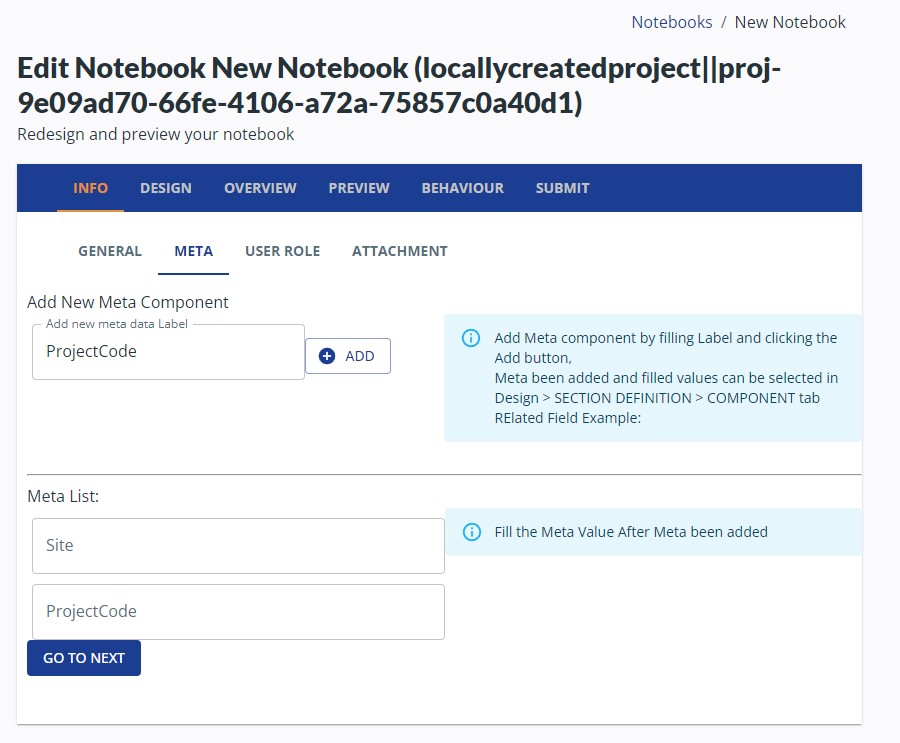 Notebooks / New Notebook
Edit Notebook New Notebook (locallycreatedproject||proj-
9e09ad70-66fe-4106-a72a-75857c0a40d1)
Redesign and preview your notebook
INFO DESIGN OVERVIEW PREVIEW BEHAVIOUR SUBMIT
GENERAL META USER ROLE ATTACHMENT
Add New Meta Component
Add new meta data Label
ProjectCode
ADD
Add Meta component by filling Label and clicking the
Add button,
Meta been added and filled values can be selected in
Design > SECTION DEFINITION > COMPONENT tab
RElated Field Example:
Meta List:
Site
Fill the Meta Value After Meta been added
ProjectCode
GO TO NEXT